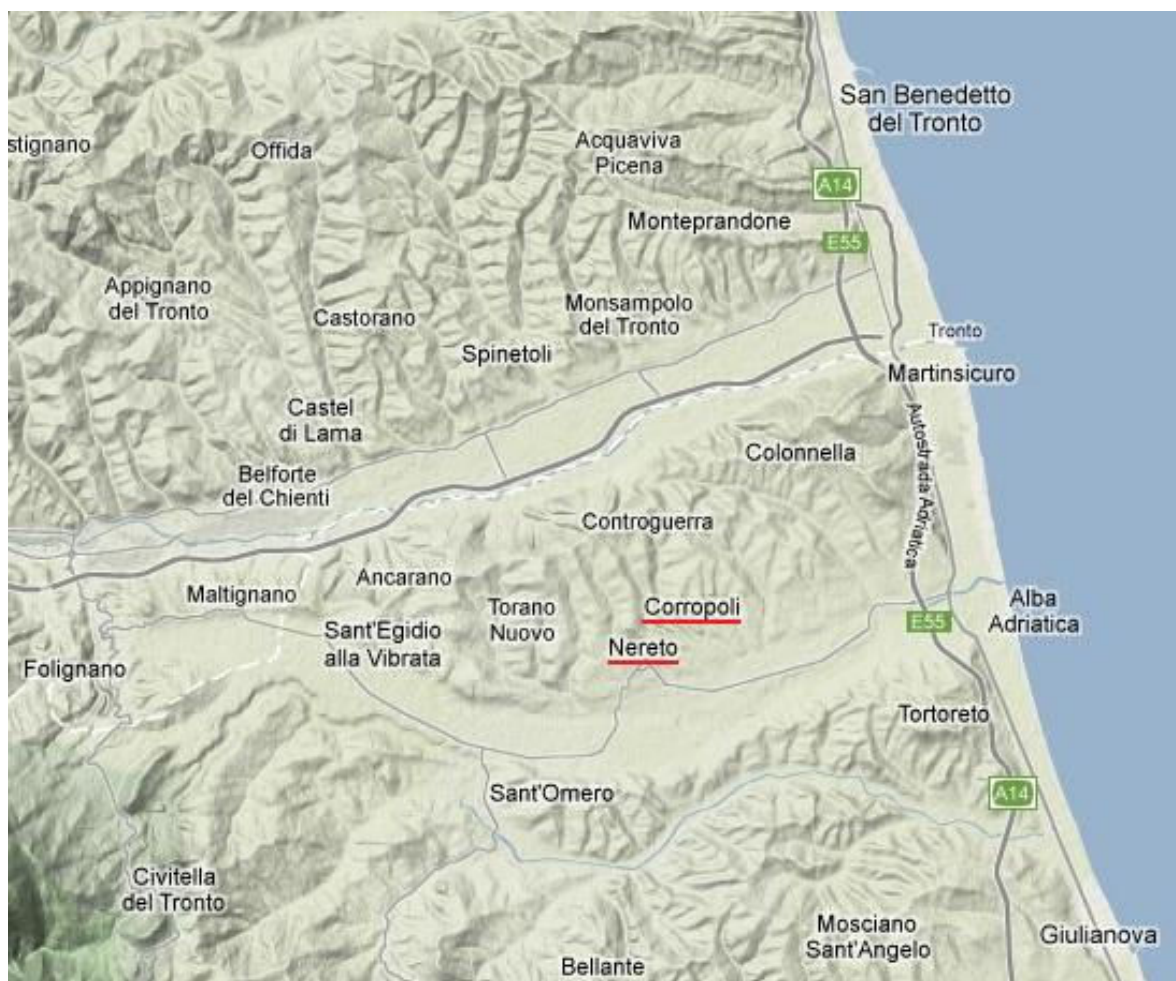 San Benedetto
del Tronto
stignano
Offida
Acquaviva
Picena
A14
Monteprandone
E55
Appignano
del Tronto
Castorano
Monsampolo
del Tronto
Spinetoli
Tronto
Martinsicuro
Castel
di Lama
Colonnella
Autostrada Adriatica
Belforte
del Chienti
Controguerra
Ancarano
Maltignano
Torano
Nuovo
Corropoli
Alba
Adriatica
E55
Sant'Egidio
alla Vibrata
Nereto
Folignano
Tortoreto
Sant'Omero
A14
Civitella
del Tronto
Mosciano
Sant'Angelo
Giulianova
Bellante